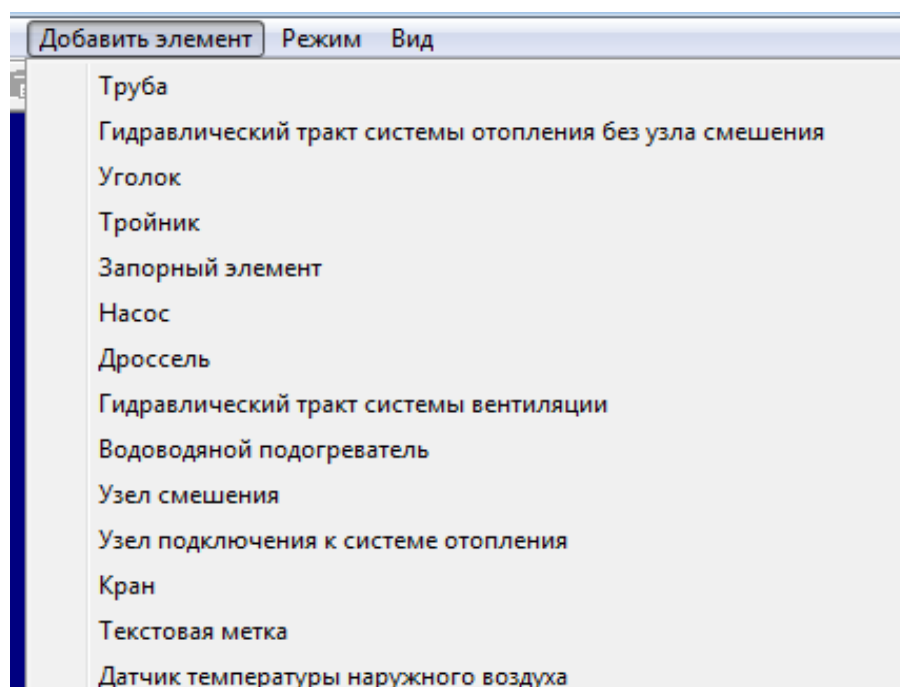 Добавить элемент Режим Вид
Труба
Гидравлический тракт системы отопления без узла смешения
Уголок
Тройник
Запорный элемент
Насос
Дроссель
Гидравлический тракт системы вентиляции
Водоводяной подогреватель
Узел смешения
Узел подключения к системе отопления
Кран
Текстовая метка
Датчик температуры наружного воздуха